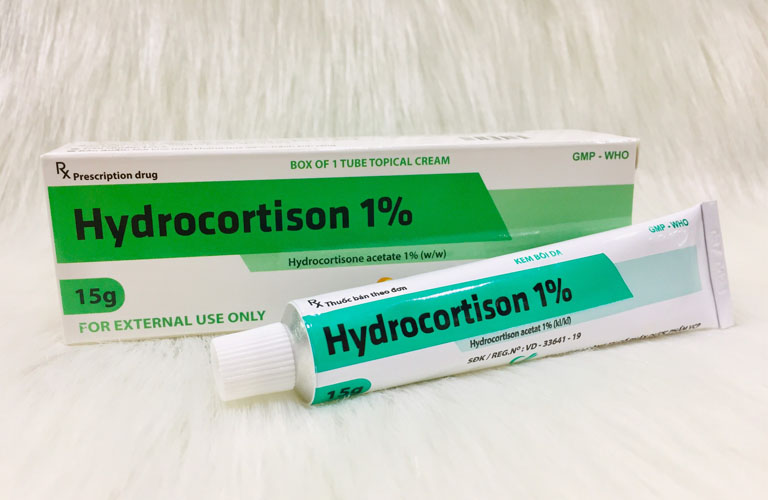 Rx Prescription drug
BOX OF 1 TUBE TOPICAL CREAM
GMP - WHO
Hydrocortison 1%
Hydrocortisone acetate 1% (w/w)
15g
FOR EXTERNAL USE ONLY
GMP - WHO
KEM BÔI DA
Rx Thuốc bán theo đơn
Hydrocortison 1%
Hydrocortison acetat 1% (kl/kl)
SĐK / REG.Nº : VD - 33641 - 19
15g